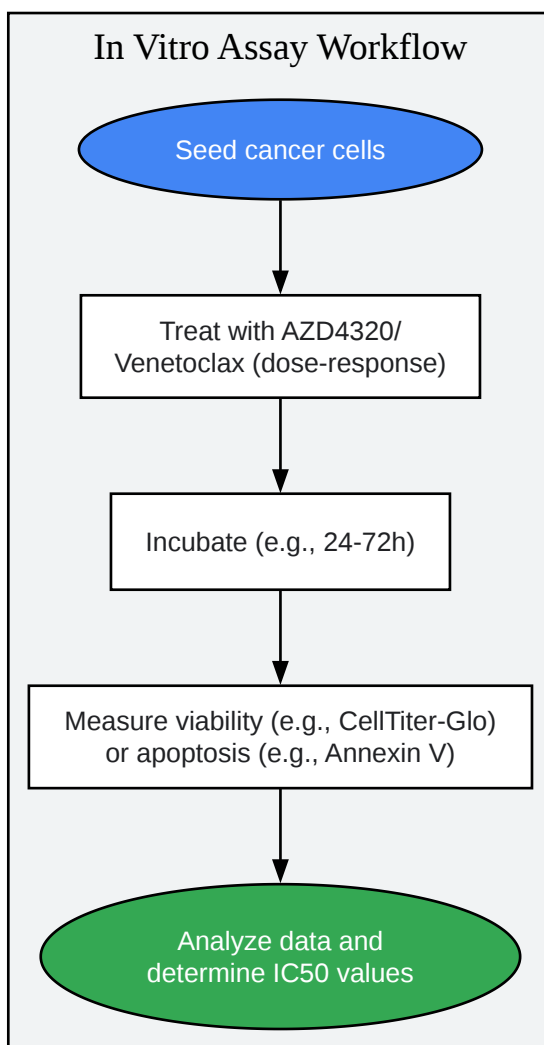 In Vitro Assay Workflow
Seed cancer cells
Treat with AZD4320/
Venetoclax (dose-response)
Incubate (e.g., 24-72h)
Measure viability (e.g., CellTiter-Glo)
or apoptosis (e.g., Annexin V)
Analyze data and
determine IC50 values